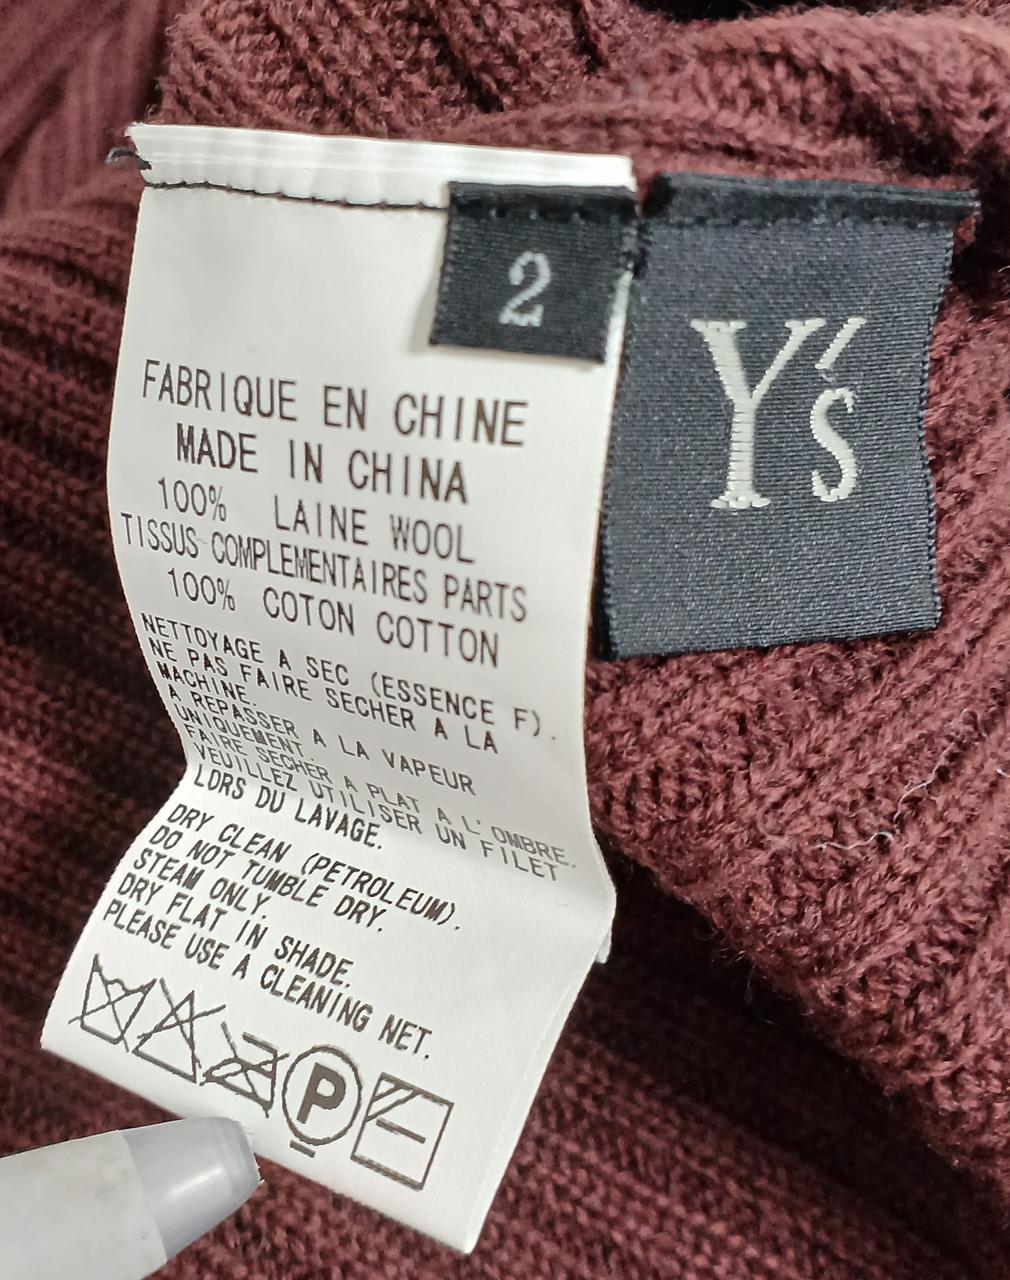 2
Y's
FABRIQUE EN CHINE
MADE IN CHINA
100% LAINE WOOL
TISSUS COMPLEMENTAIRES PARTS
100% COTON COTTON
NETTOYAGE A SEC (ESSENCE F).
NE PAS FAIRE SECHER A LA
MACHINE.
A REPASSER A LA VAPEUR
UNIQUEMENT.
FAIRE SECHER A PLAT A L'OMBRE.
VEUILLEZ UTILISER UN FILET
LORS DU LAVAGE.
DRY CLEAN (PETROLEUM).
DO NOT TUMBLE DRY.
STEAM ONLY.
DRY FLAT IN SHADE.
PLEASE USE A CLEANING NET.
P